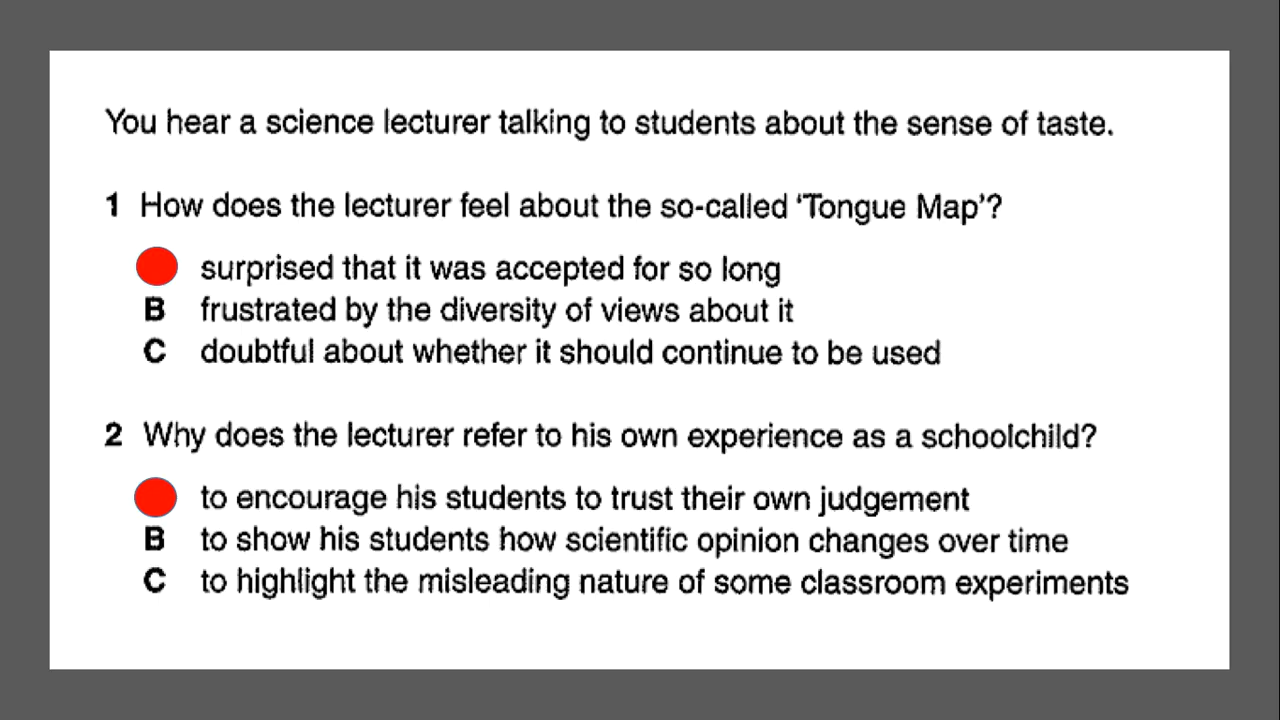 You hear a science lecturer talking to students about the sense of taste.
1 How does the lecturer feel about the so-called ‘Tongue Map’?
surprised that it was accepted for so long
B frustrated by the diversity of views about it
C doubtful about whether it should continue to be used
2 Why does the lecturer refer to his own experience as a schoolchild?
to encourage his students to trust their own judgement
B to show his students how scientific opinion changes over time
C to highlight the misleading nature of some classroom experiments